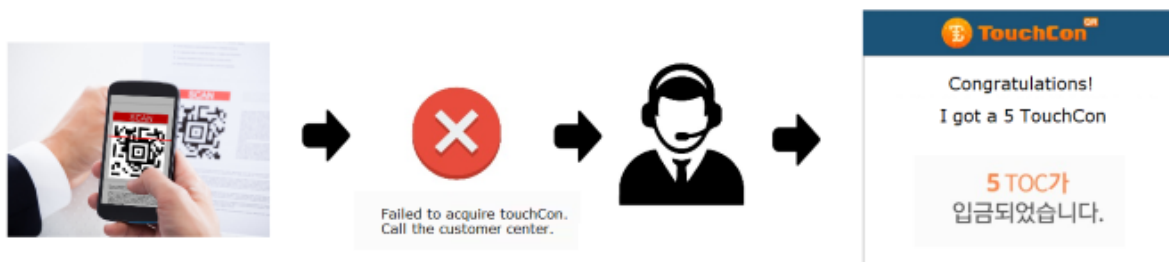 SCAN
SCAN
Failed to acquire touchCon.
Call the customer center.
TouchCon QR
Congratulations!
I got a 5 TouchCon
5 TOC가
입금되었습니다.